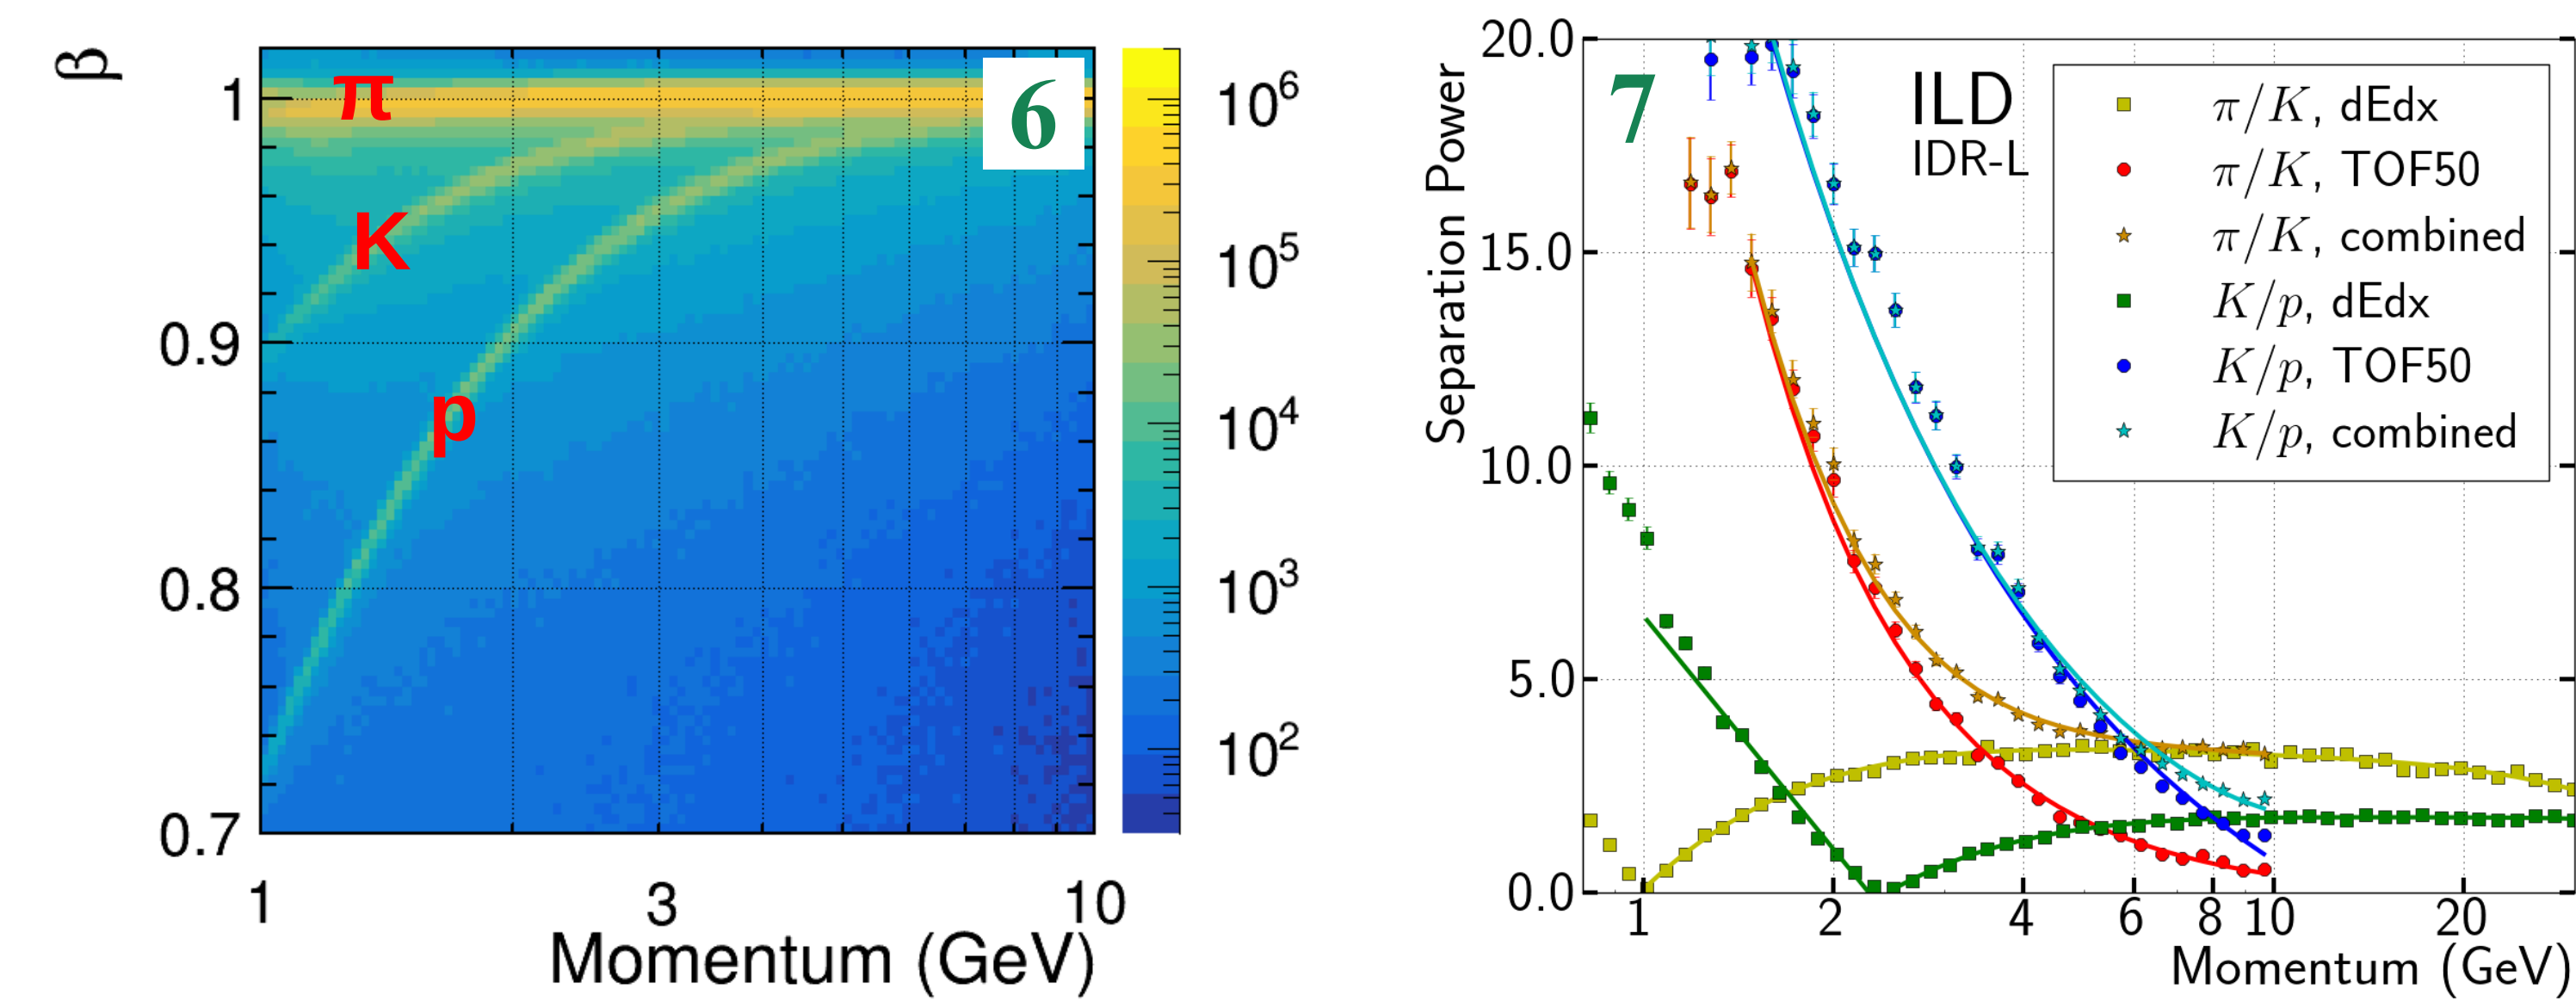 β
1
0.9
0.8
0.7
π
K
p
6
1
3
10
Momentum (GeV)
10⁶
10⁵
10⁴
10³
10²
Separation Power
20.0
15.0
10.0
5.0
0.0
7
ILD
IDR-L
π/K, dEdx
π/K, TOF50
π/K, combined
K/p, dEdx
K/p, TOF50
K/p, combined
1
2
4
6
8
10
20
Momentum (GeV)